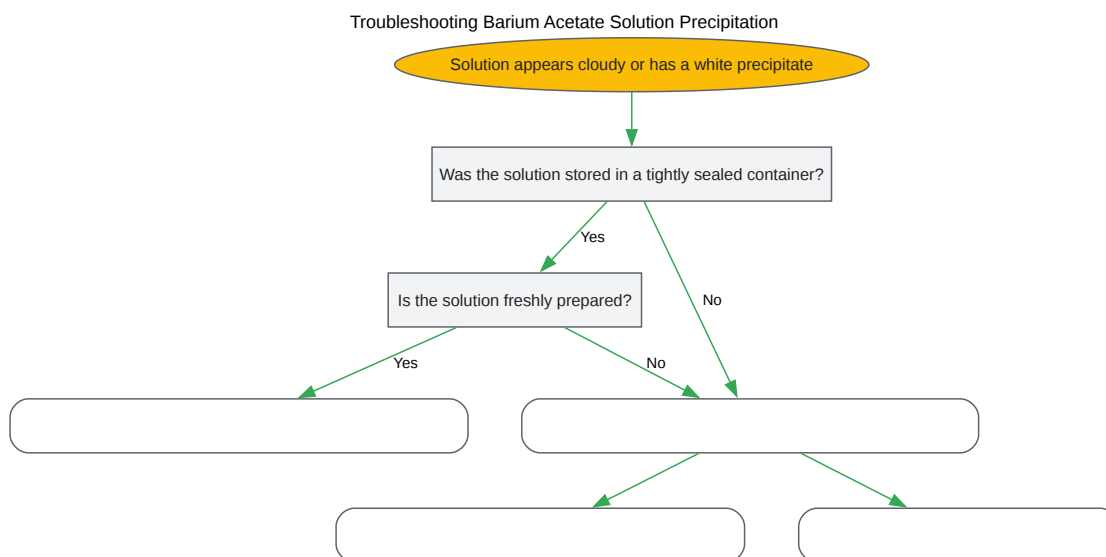 Troubleshooting Barium Acetate Solution Precipitation
Solution appears cloudy or has a white precipitate
Was the solution stored in a tightly sealed container?
Yes
No
Is the solution freshly prepared?
Yes
No